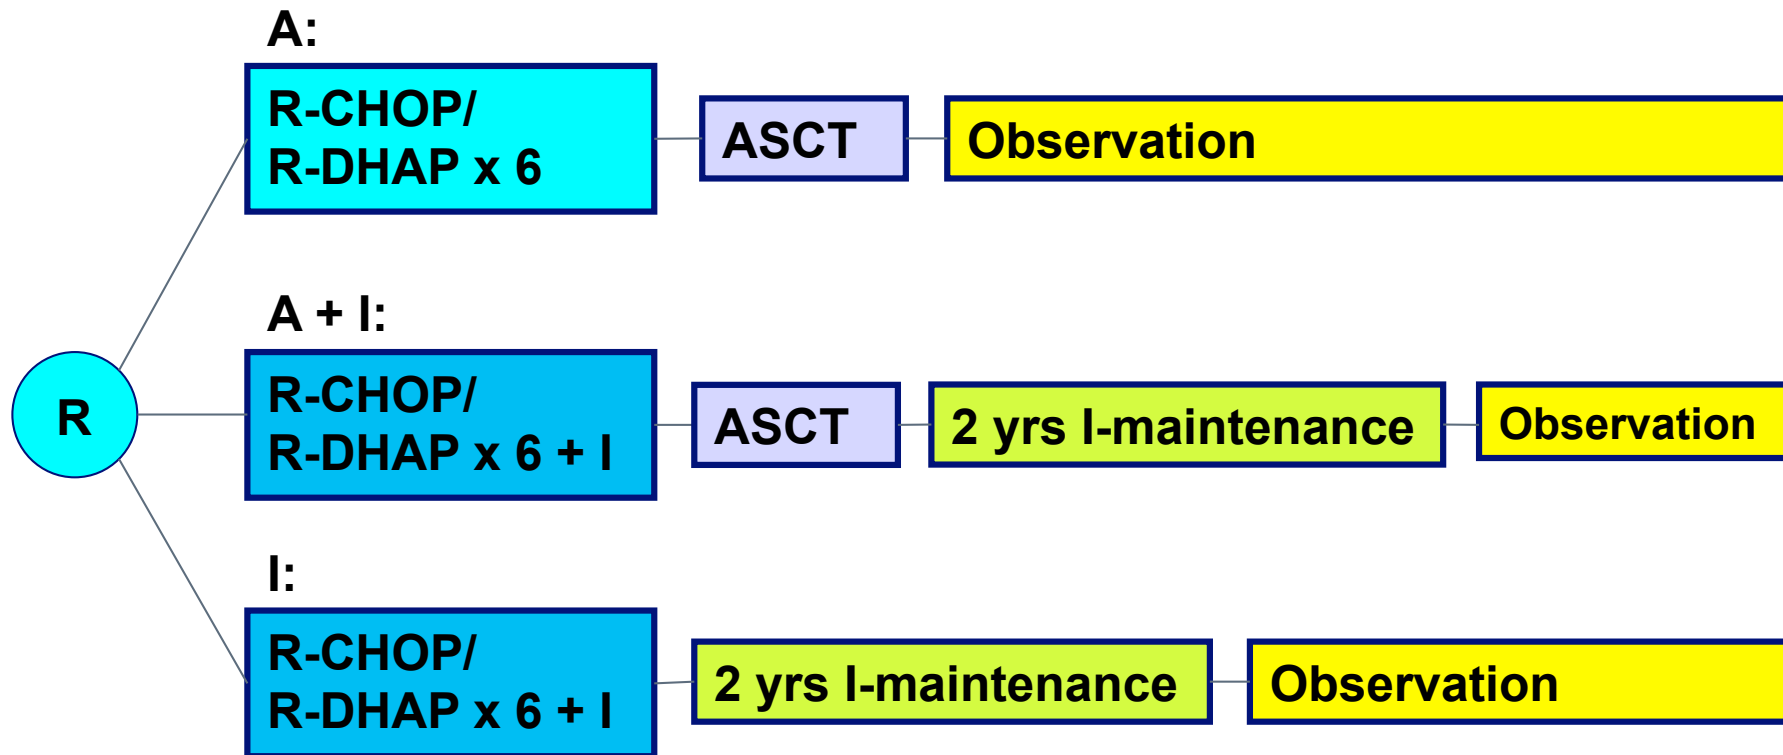 A:
R-CHOP/
R-DHAP x 6
ASCT
Observation
A + I:
R
R-CHOP/
R-DHAP x 6 + I
ASCT
2 yrs I-maintenance
Observation
I:
R-CHOP/
R-DHAP x 6 + I
2 yrs I-maintenance
Observation